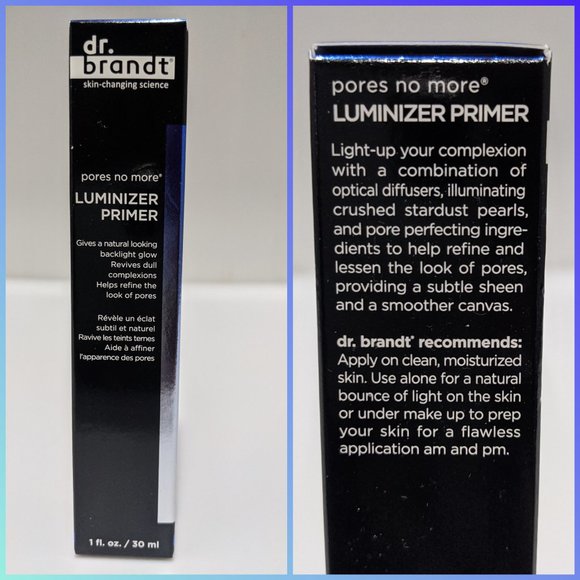 dr.
brandt®
skin-changing science
pores no more®
LUMINIZER
PRIMER
Gives a natural looking
backlight glow
Revives dull
complexions
Helps refine the
look of pores
Révèle un éclat
subtil et naturel
Ravive les teints ternes
Aide à affiner
l'apparence des pores
1 fl. oz. / 30 ml
pores no more®
LUMINIZER PRIMER
Light-up your complexion
with a combination of
optical diffusers, illuminating
crushed stardust pearls,
and pore perfecting ingre-
dients to help refine and
lessen the look of pores,
providing a subtle sheen
and a smoother canvas.
dr. brandt® recommends:
Apply on clean, moisturized
skin. Use alone for a natural
bounce of light on the skin
or under make up to prep
your skin for a flawless
application am and pm.